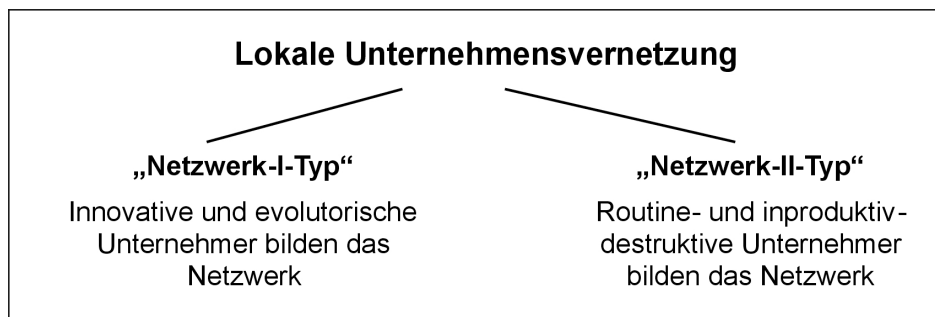 Lokale Unternehmensvernetzung
„Netzwerk-I-Typ“
Innovative und evolutorische
Unternehmer bilden das
Netzwerk
„Netzwerk-II-Typ“
Routine- und inproduktiv-
destruktive Unternehmer
bilden das Netzwerk